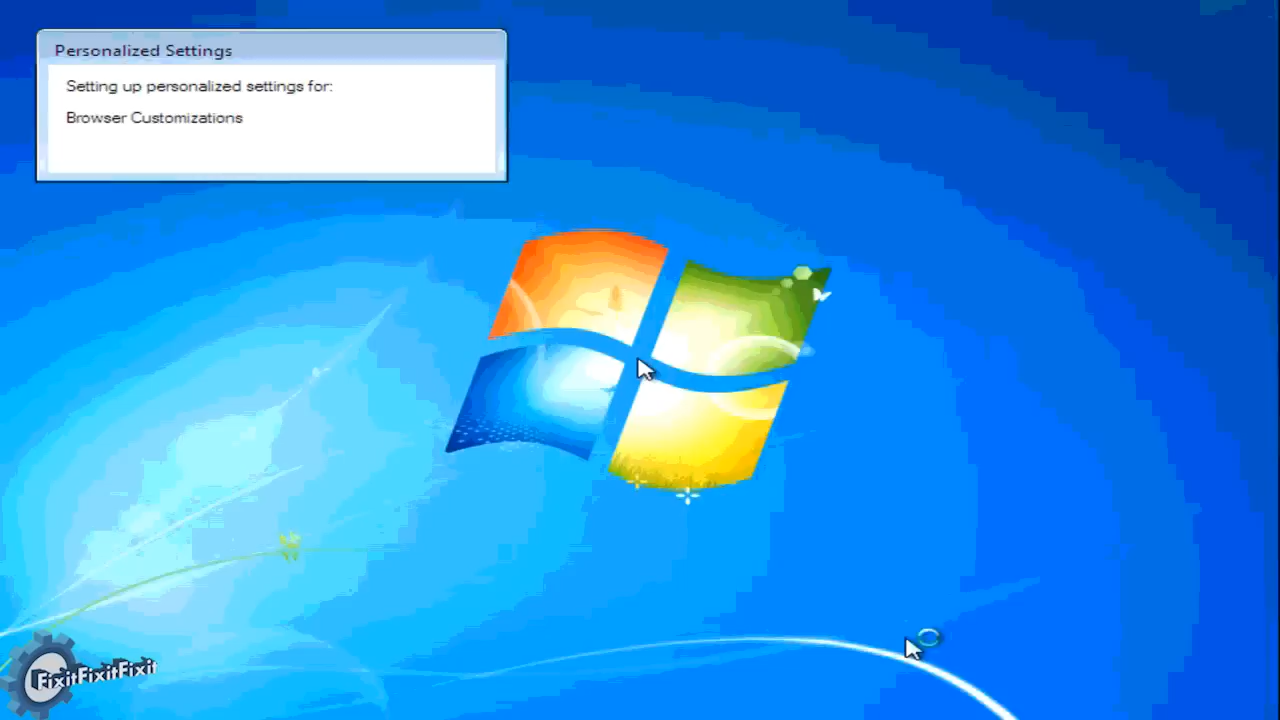 Personalized Settings
Setting up personalized settings for:
Browser Customizations
FixitFixitFixit